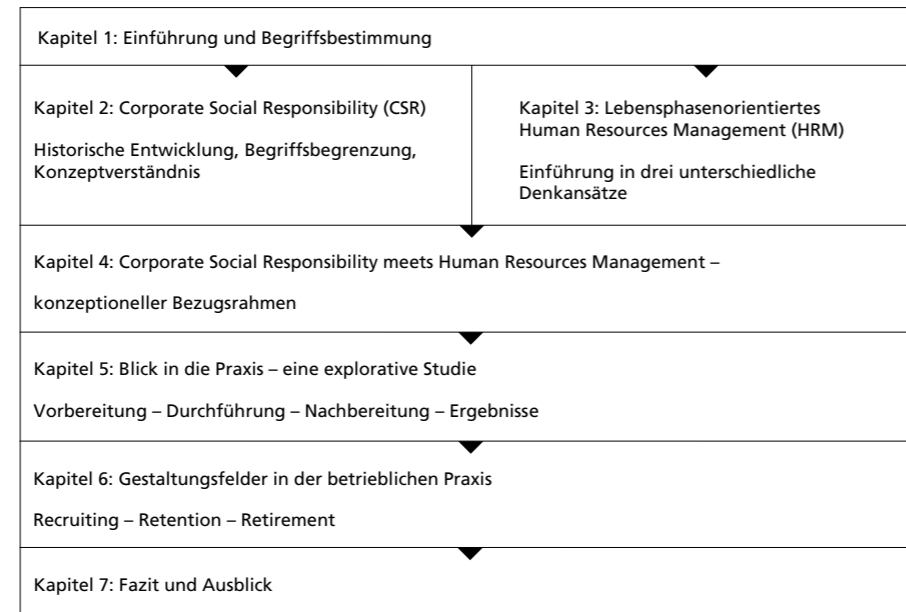 Kapitel 1: Einführung und Begriffsbestimmung
Kapitel 2: Corporate Social Responsibility (CSR)
Historische Entwicklung, Begriffsbegrenzung,
Konzeptverständnis
Kapitel 3: Lebensphasenorientiertes
Human Resources Management (HRM)
Einführung in drei unterschiedliche
Denkansätze
Kapitel 4: Corporate Social Responsibility meets Human Resources Management –
konzeptioneller Bezugsrahmen
Kapitel 5: Blick in die Praxis – eine explorative Studie
Vorbereitung – Durchführung – Nachbereitung – Ergebnisse
Kapitel 6: Gestaltungsfelder in der betrieblichen Praxis
Recruiting – Retention – Retirement
Kapitel 7: Fazit und Ausblick